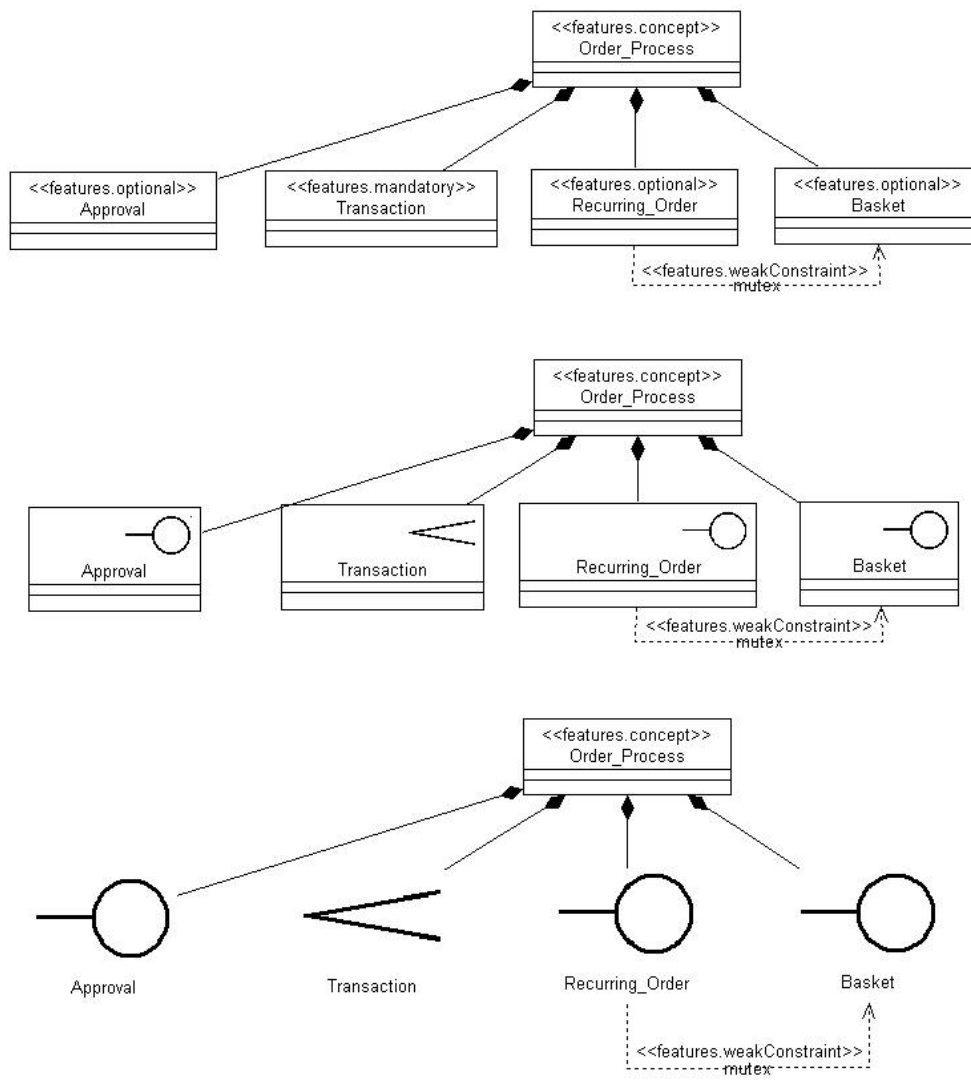 <<features.concept>>
Order_Process
<<features.optional>>
Approval
<<features.mandatory>>
Transaction
<<features.optional>>
Recurring_Order
<<features.optional>>
Basket
<<features.weakConstraint>>
mutex
<<features.concept>>
Order_Process
Approval
Transaction
Recurring_Order
Basket
<<features.weakConstraint>>
mutex
<<features.concept>>
Order_Process
Approval
Transaction
Recurring_Order
Basket
<<features.weakConstraint>>
mutex